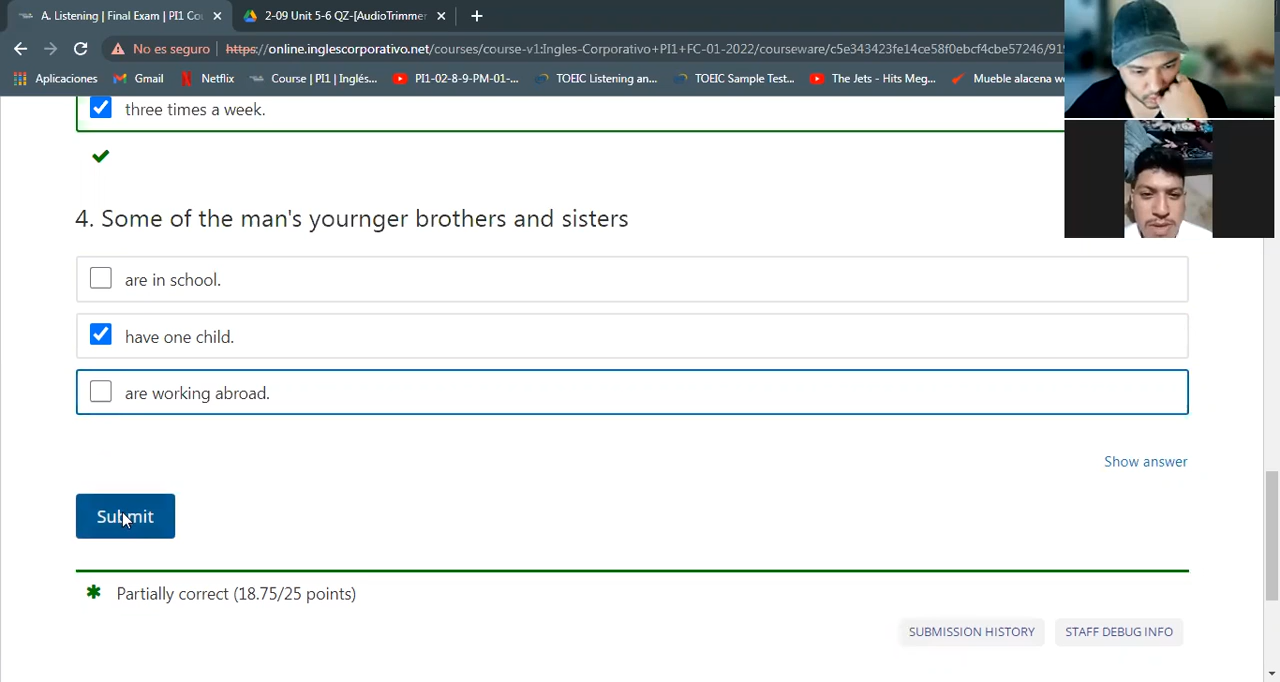 A. Listening | Final Exam | PI1 Co
2-09 Unit 5-6 QZ-[AudioTrimmer
No es seguro
https://online.inglescorporativo.net/courses/course-v1:Ingles-Corporativo+PI1+FC-01-2022/courseware/c5e343423fe14ce58f0ebcf4cbe57246/91
Aplicaciones
Gmail
Netflix
Course | PI1 | Inglés...
PI1-02-8-9-PM-01-...
TOEIC Listening an...
TOEIC Sample Test...
The Jets - Hits Meg...
Mueble alacena w
three times a week.
4. Some of the man's yournger brothers and sisters
are in school.
have one child.
are working abroad.
Show answer
Submit
Partially correct (18.75/25 points)
SUBMISSION HISTORY
STAFF DEBUG INFO